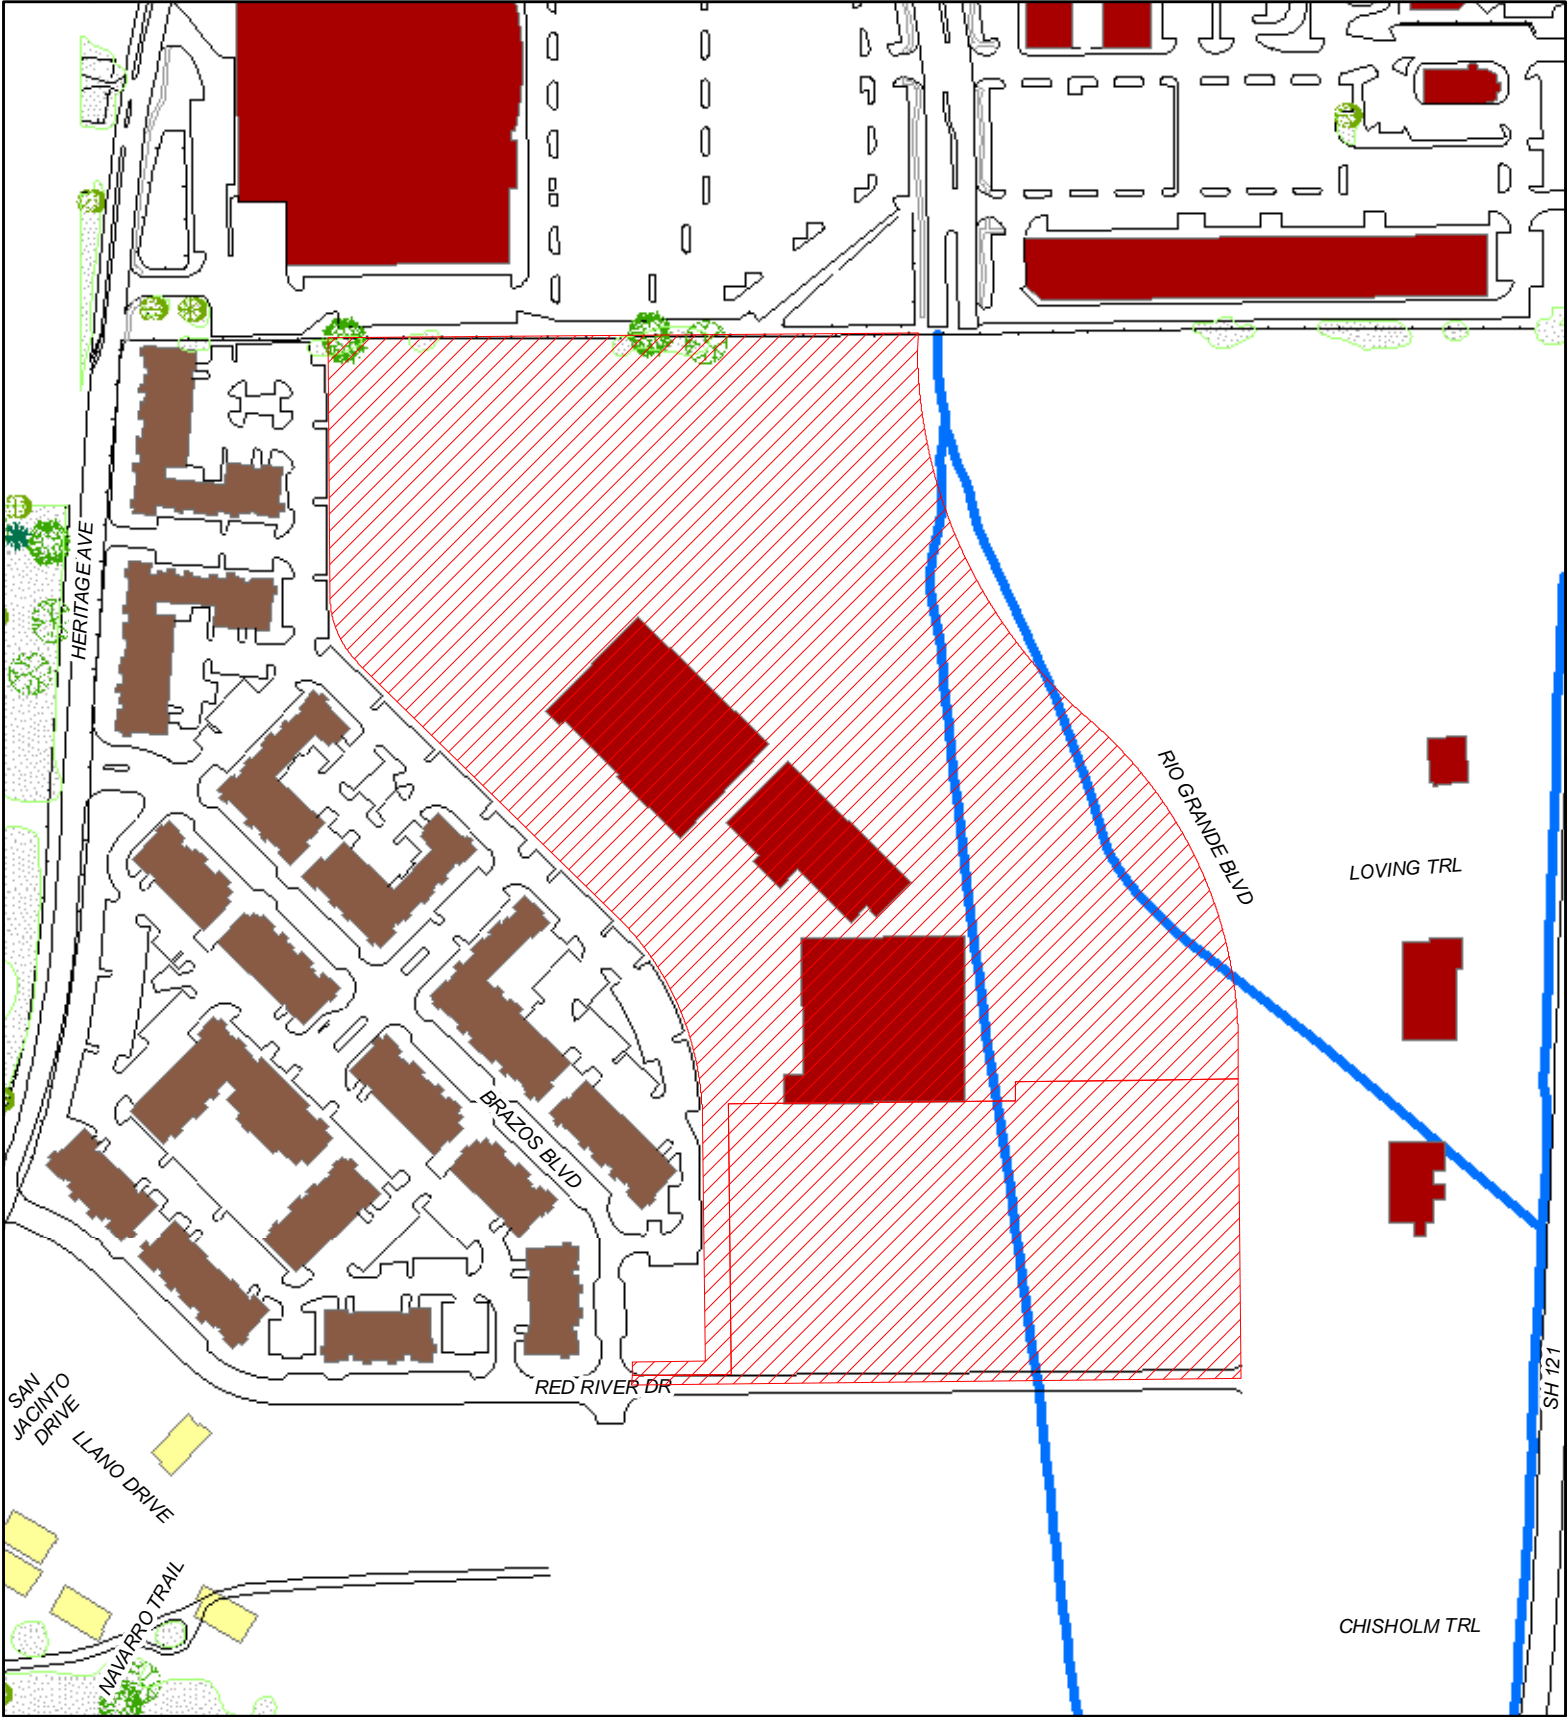 HERITAGE AVE
RIO GRANDE BLVD
LOVING TRL
BRAZOS BLVD
SH 121
RED RIVER DR
SAN
JACINTO
DRIVE
LLANO DRIVE
NAVARRO TRAIL
CHISHOLM TRL